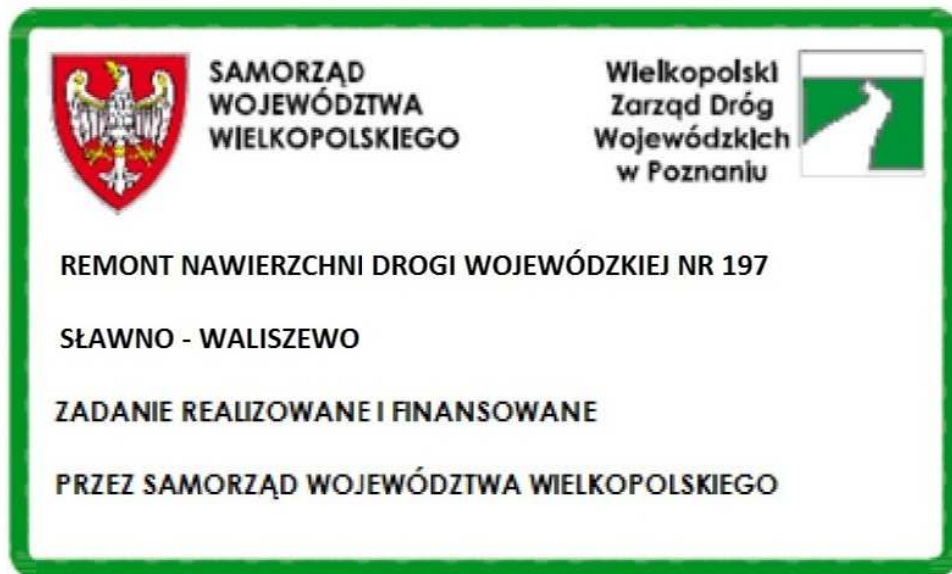 SAMORZĄD
WOJEWÓDZTWA
WIELKOPOLSKIEGO
Wielkopolski
Zarząd Dróg
Wojewódzkich
w Poznaniu
REMONT NAWIERZCHNI DROGI WOJEWÓDZKIEJ NR 197
SŁAWNO - WALISZEWO
ZADANIE REALIZOWANE I FINANSOWANE
PRZEZ SAMORZĄD WOJEWÓDZTWA WIELKOPOLSKIEGO